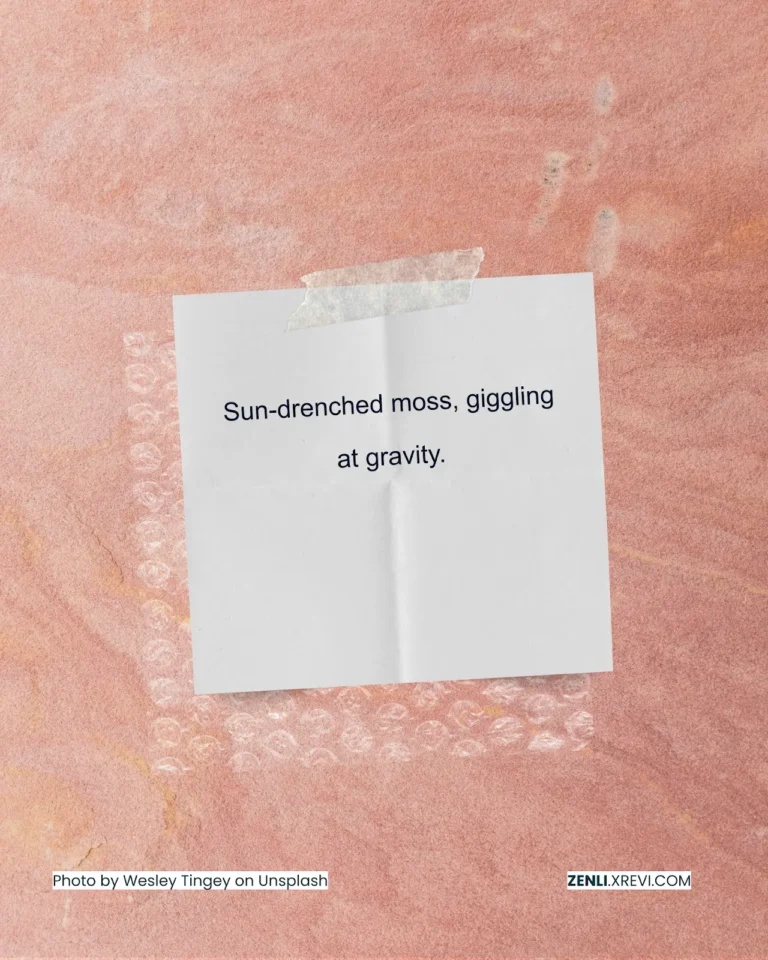 Sun-drenched moss, giggling
at gravity.
Photo by Wesley Tingey on Unsplash
ZENLI.XREVI.COM